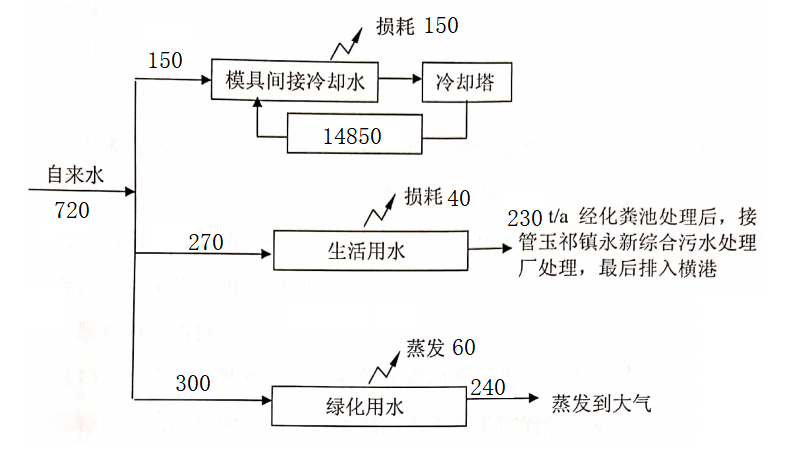 损耗 150
150
模具间接冷却水
冷却塔
14850
自来水
720
损耗 40
270
生活用水
230 t/a 经化粪池处理后，接
管玉祁镇永新综合污水处理
厂处理，最后排入横港
蒸发 60
300
绿化用水
240
蒸发到大气